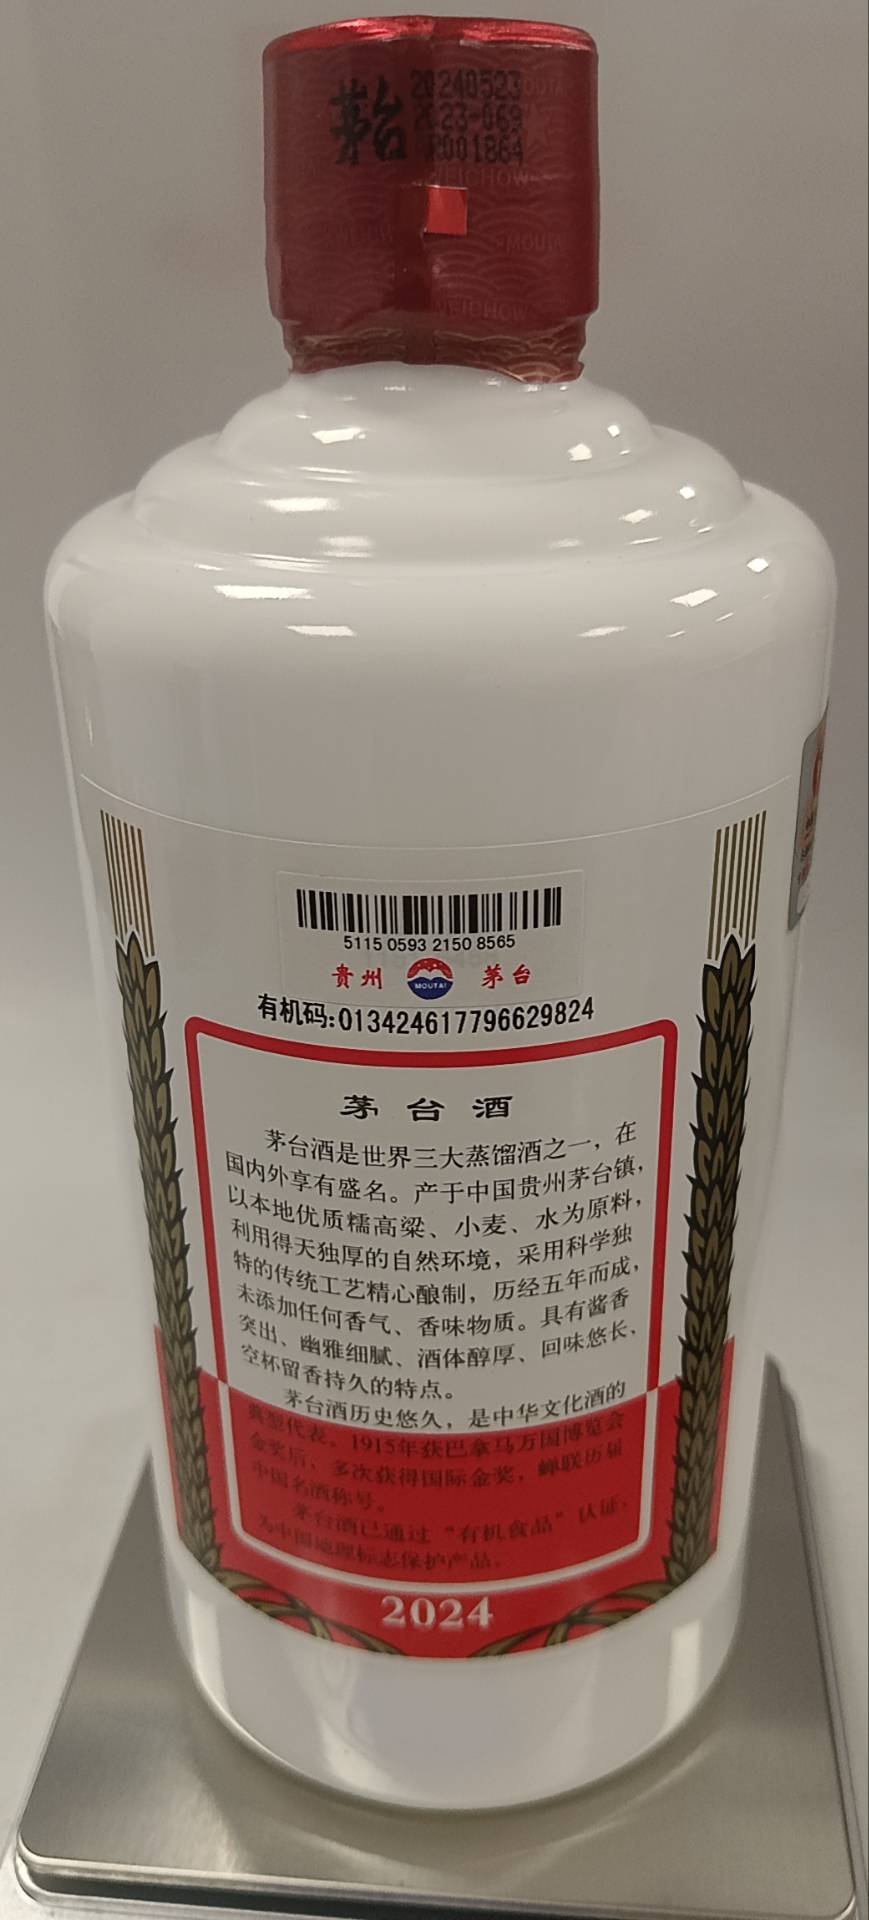 茅台
20240523
2023-069
R001864
MOUTAI
WEICHOW
MOUTAI
WEICHOW
5115 0593 2150 8565
贵州 MOUTAI 茅台
有机码:013424617796629824
茅台酒
茅台酒是世界三大蒸馏酒之一，在
国内外享有盛名。产于中国贵州茅台镇，
以本地优质糯高粱、小麦、水为原料，
利用得天独厚的自然环境，采用科学独
特的传统工艺精心酿制，历经五年而成，
未添加任何香气、香味物质。具有酱香
突出、幽雅细腻、酒体醇厚、回味悠长、
空杯留香持久的特点。
茅台酒历史悠久，是中华文化酒的
典型代表。1915年获巴拿马万国博览会
金奖后，多次获得国际金奖，蝉联历届
中国名酒称号。
茅台酒已通过“有机食品”认证，
为中国地理标志保护产品。
2024